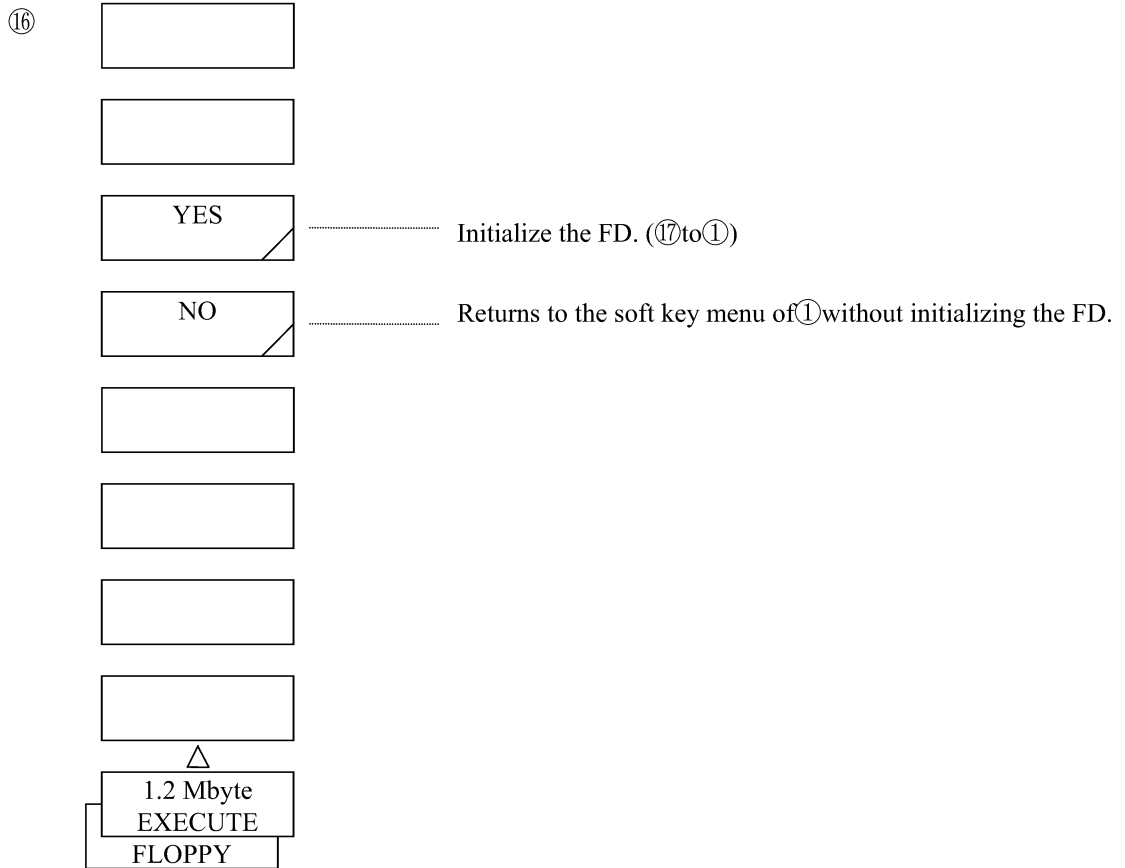 ⑯
YES
Initialize the FD. (⑰to①)
NO
Returns to the soft key menu of①without initializing the FD.
1.2 Mbyte
EXECUTE
FLOPPY